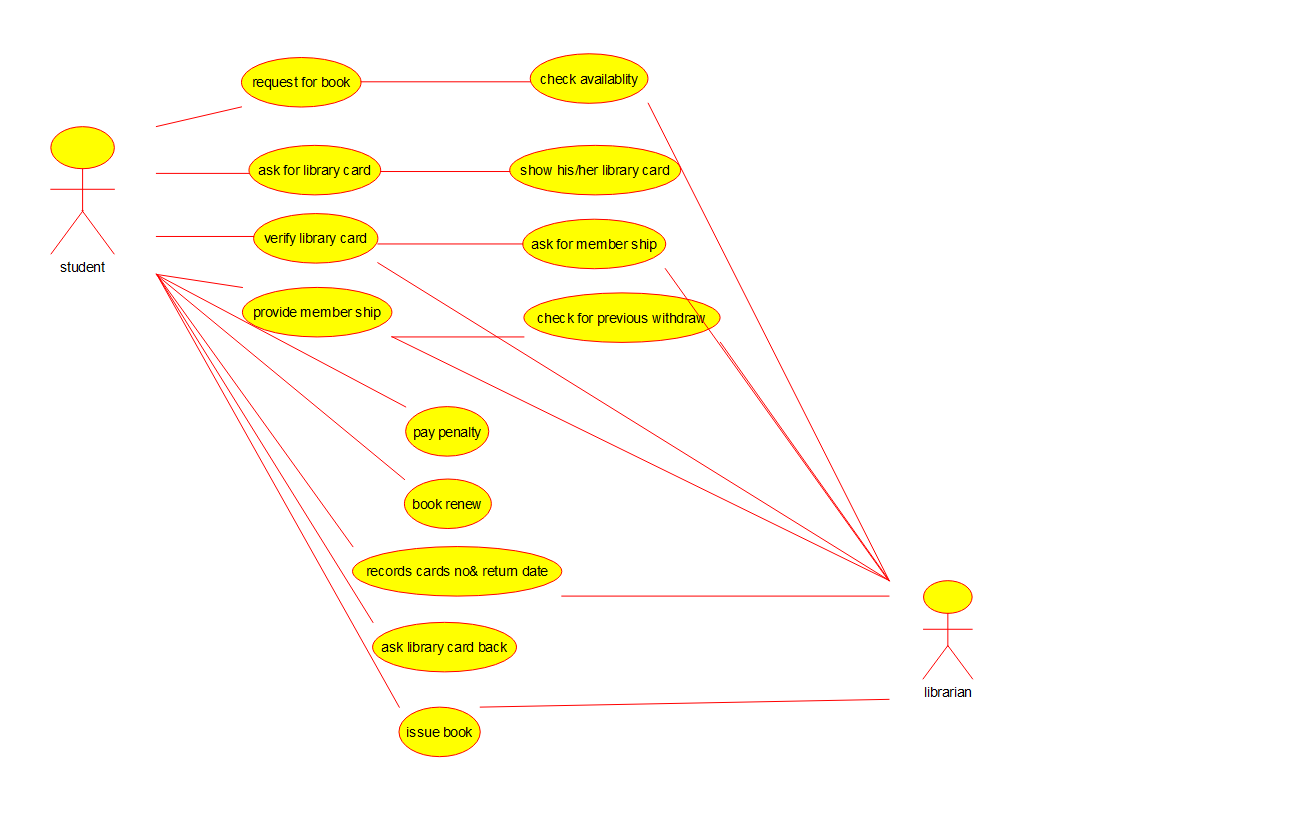 request for book
check availablity
ask for library card
show his/her library card
verify library card
ask for member ship
student
provide member ship
check for previous withdraw
pay penalty
book renew
records cards no& return date
ask library card back
librarian
issue book